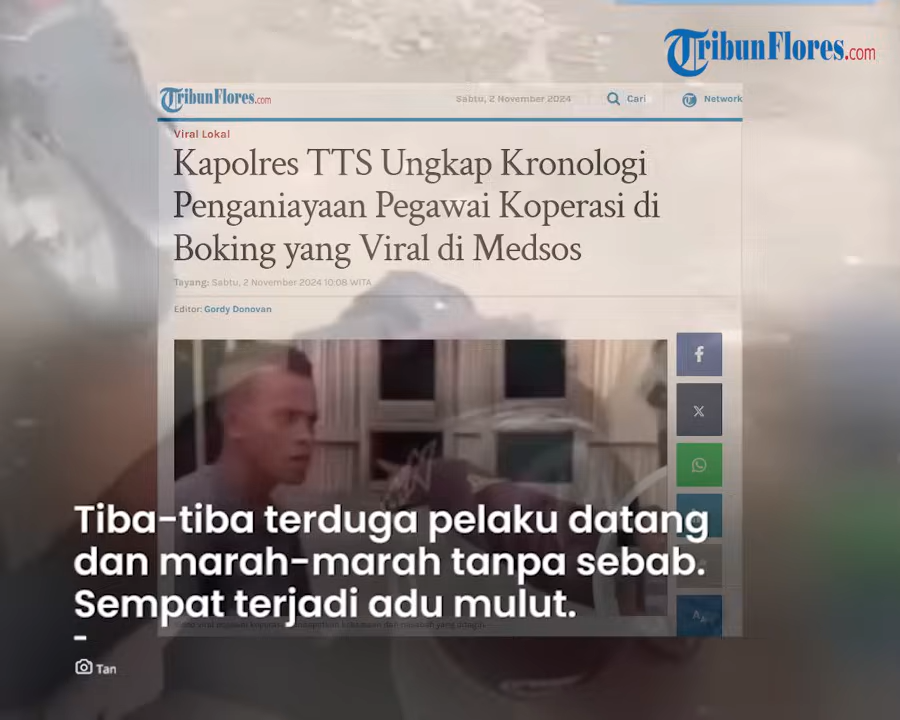 TribunFlores.com
TribunFlores.com
Sabtu, 2 November 2024
Cari
Network
Viral Lokal
Kapolres TTS Ungkap Kronologi
Penganiayaan Pegawai Koperasi di
Boking yang Viral di Medsos
Tayang: Sabtu, 2 November 2024 10:08 WITA
Editor: Gordy Donovan
Tiba-tiba terduga pelaku datang
dan marah-marah tanpa sebab.
Sempat terjadi adu mulut.
Tan